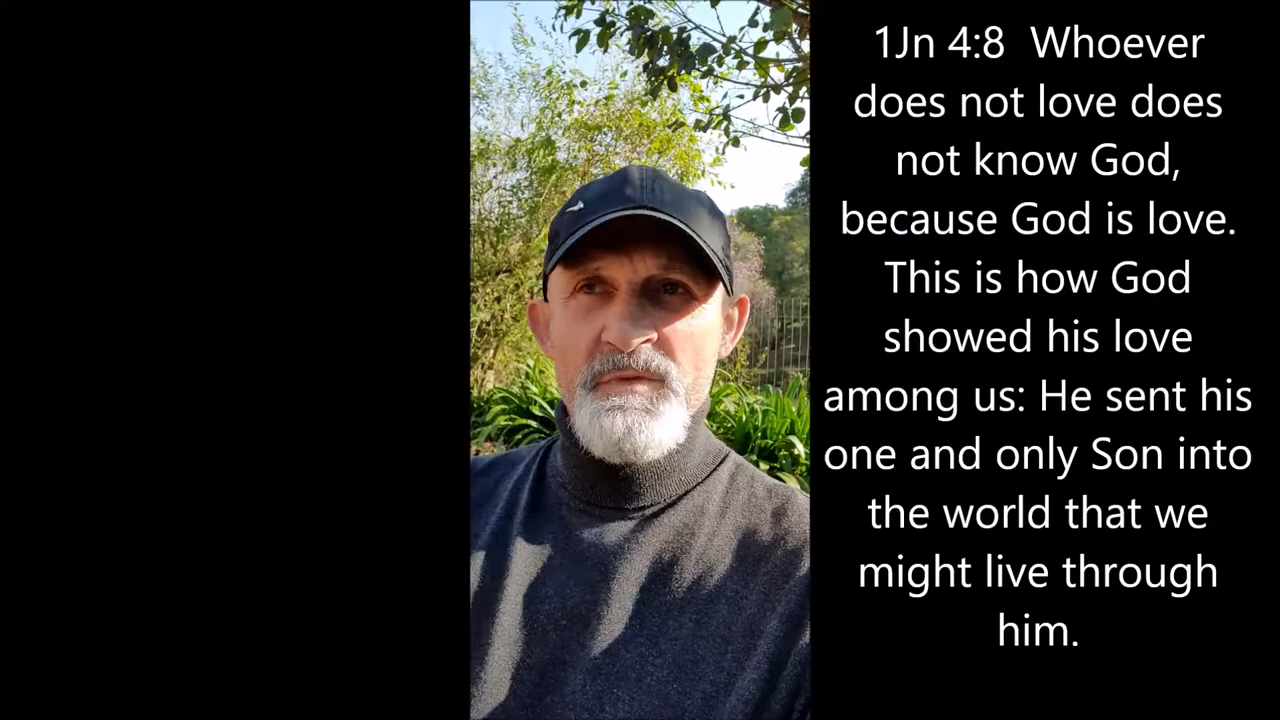 1Jn 4:8  Whoever
does not love does
not know God,
because God is love.
This is how God
showed his love
among us: He sent his
one and only Son into
the world that we
might live through
him.